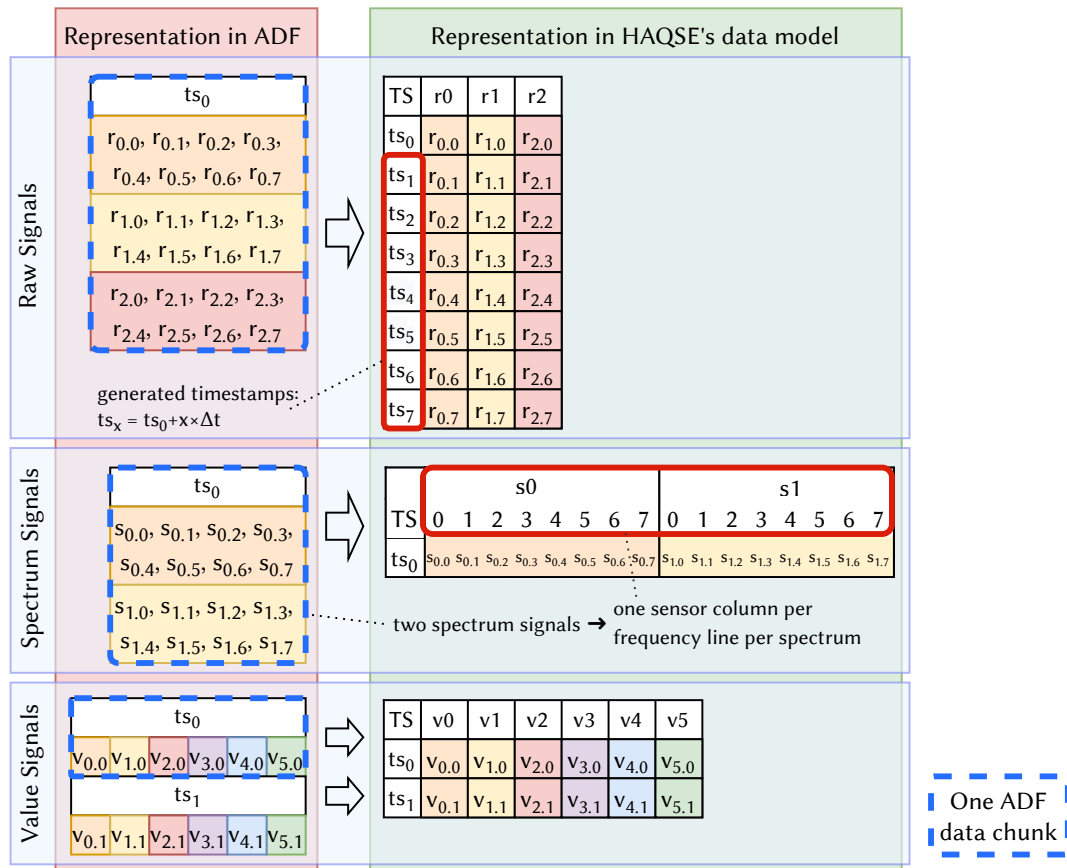 Representation in ADF
Representation in HAQSE's data model
Raw Signals
ts₀
r₀.₀, r₀.₁, r₀.₂, r₀.₃,
r₀.₄, r₀.₅, r₀.₆, r₀.₇
r₁.₀, r₁.₁, r₁.₂, r₁.₃,
r₁.₄, r₁.₅, r₁.₆, r₁.₇
r₂.₀, r₂.₁, r₂.₂, r₂.₃,
r₂.₄, r₂.₅, r₂.₆, r₂.₇
generated timestamps:
tsₓ = ts₀+x×Δt
TS r0 r1 r2
ts₀ r₀.₀ r₁.₀ r₂.₀
ts₁ r₀.₁ r₁.₁ r₂.₁
ts₂ r₀.₂ r₁.₂ r₂.₂
ts₃ r₀.₃ r₁.₃ r₂.₃
ts₄ r₀.₄ r₁.₄ r₂.₄
ts₅ r₀.₅ r₁.₅ r₂.₅
ts₆ r₀.₆ r₁.₆ r₂.₆
ts₇ r₀.₇ r₁.₇ r₂.₇
Spectrum Signals
ts₀
s₀.₀, s₀.₁, s₀.₂, s₀.₃,
s₀.₄, s₀.₅, s₀.₆, s₀.₇
s₁.₀, s₁.₁, s₁.₂, s₁.₃,
s₁.₄, s₁.₅, s₁.₆, s₁.₇
s0 s1
TS 0 1 2 3 4 5 6 7 0 1 2 3 4 5 6 7
ts₀ s₀.₀ s₀.₁ s₀.₂ s₀.₃ s₀.₄ s₀.₅ s₀.₆ s₀.₇ s₁.₀ s₁.₁ s₁.₂ s₁.₃ s₁.₄ s₁.₅ s₁.₆ s₁.₇
two spectrum signals ➜ one sensor column per
frequency line per spectrum
Value Signals
ts₀
v₀.₀ v₁.₀ v₂.₀ v₃.₀ v₄.₀ v₅.₀
ts₁
v₀.₁ v₁.₁ v₂.₁ v₃.₁ v₄.₁ v₅.₁
TS v0 v1 v2 v3 v4 v5
ts₀ v₀.₀ v₁.₀ v₂.₀ v₃.₀ v₄.₀ v₅.₀
ts₁ v₀.₁ v₁.₁ v₂.₁ v₃.₁ v₄.₁ v₅.₁
One ADF
data chunk